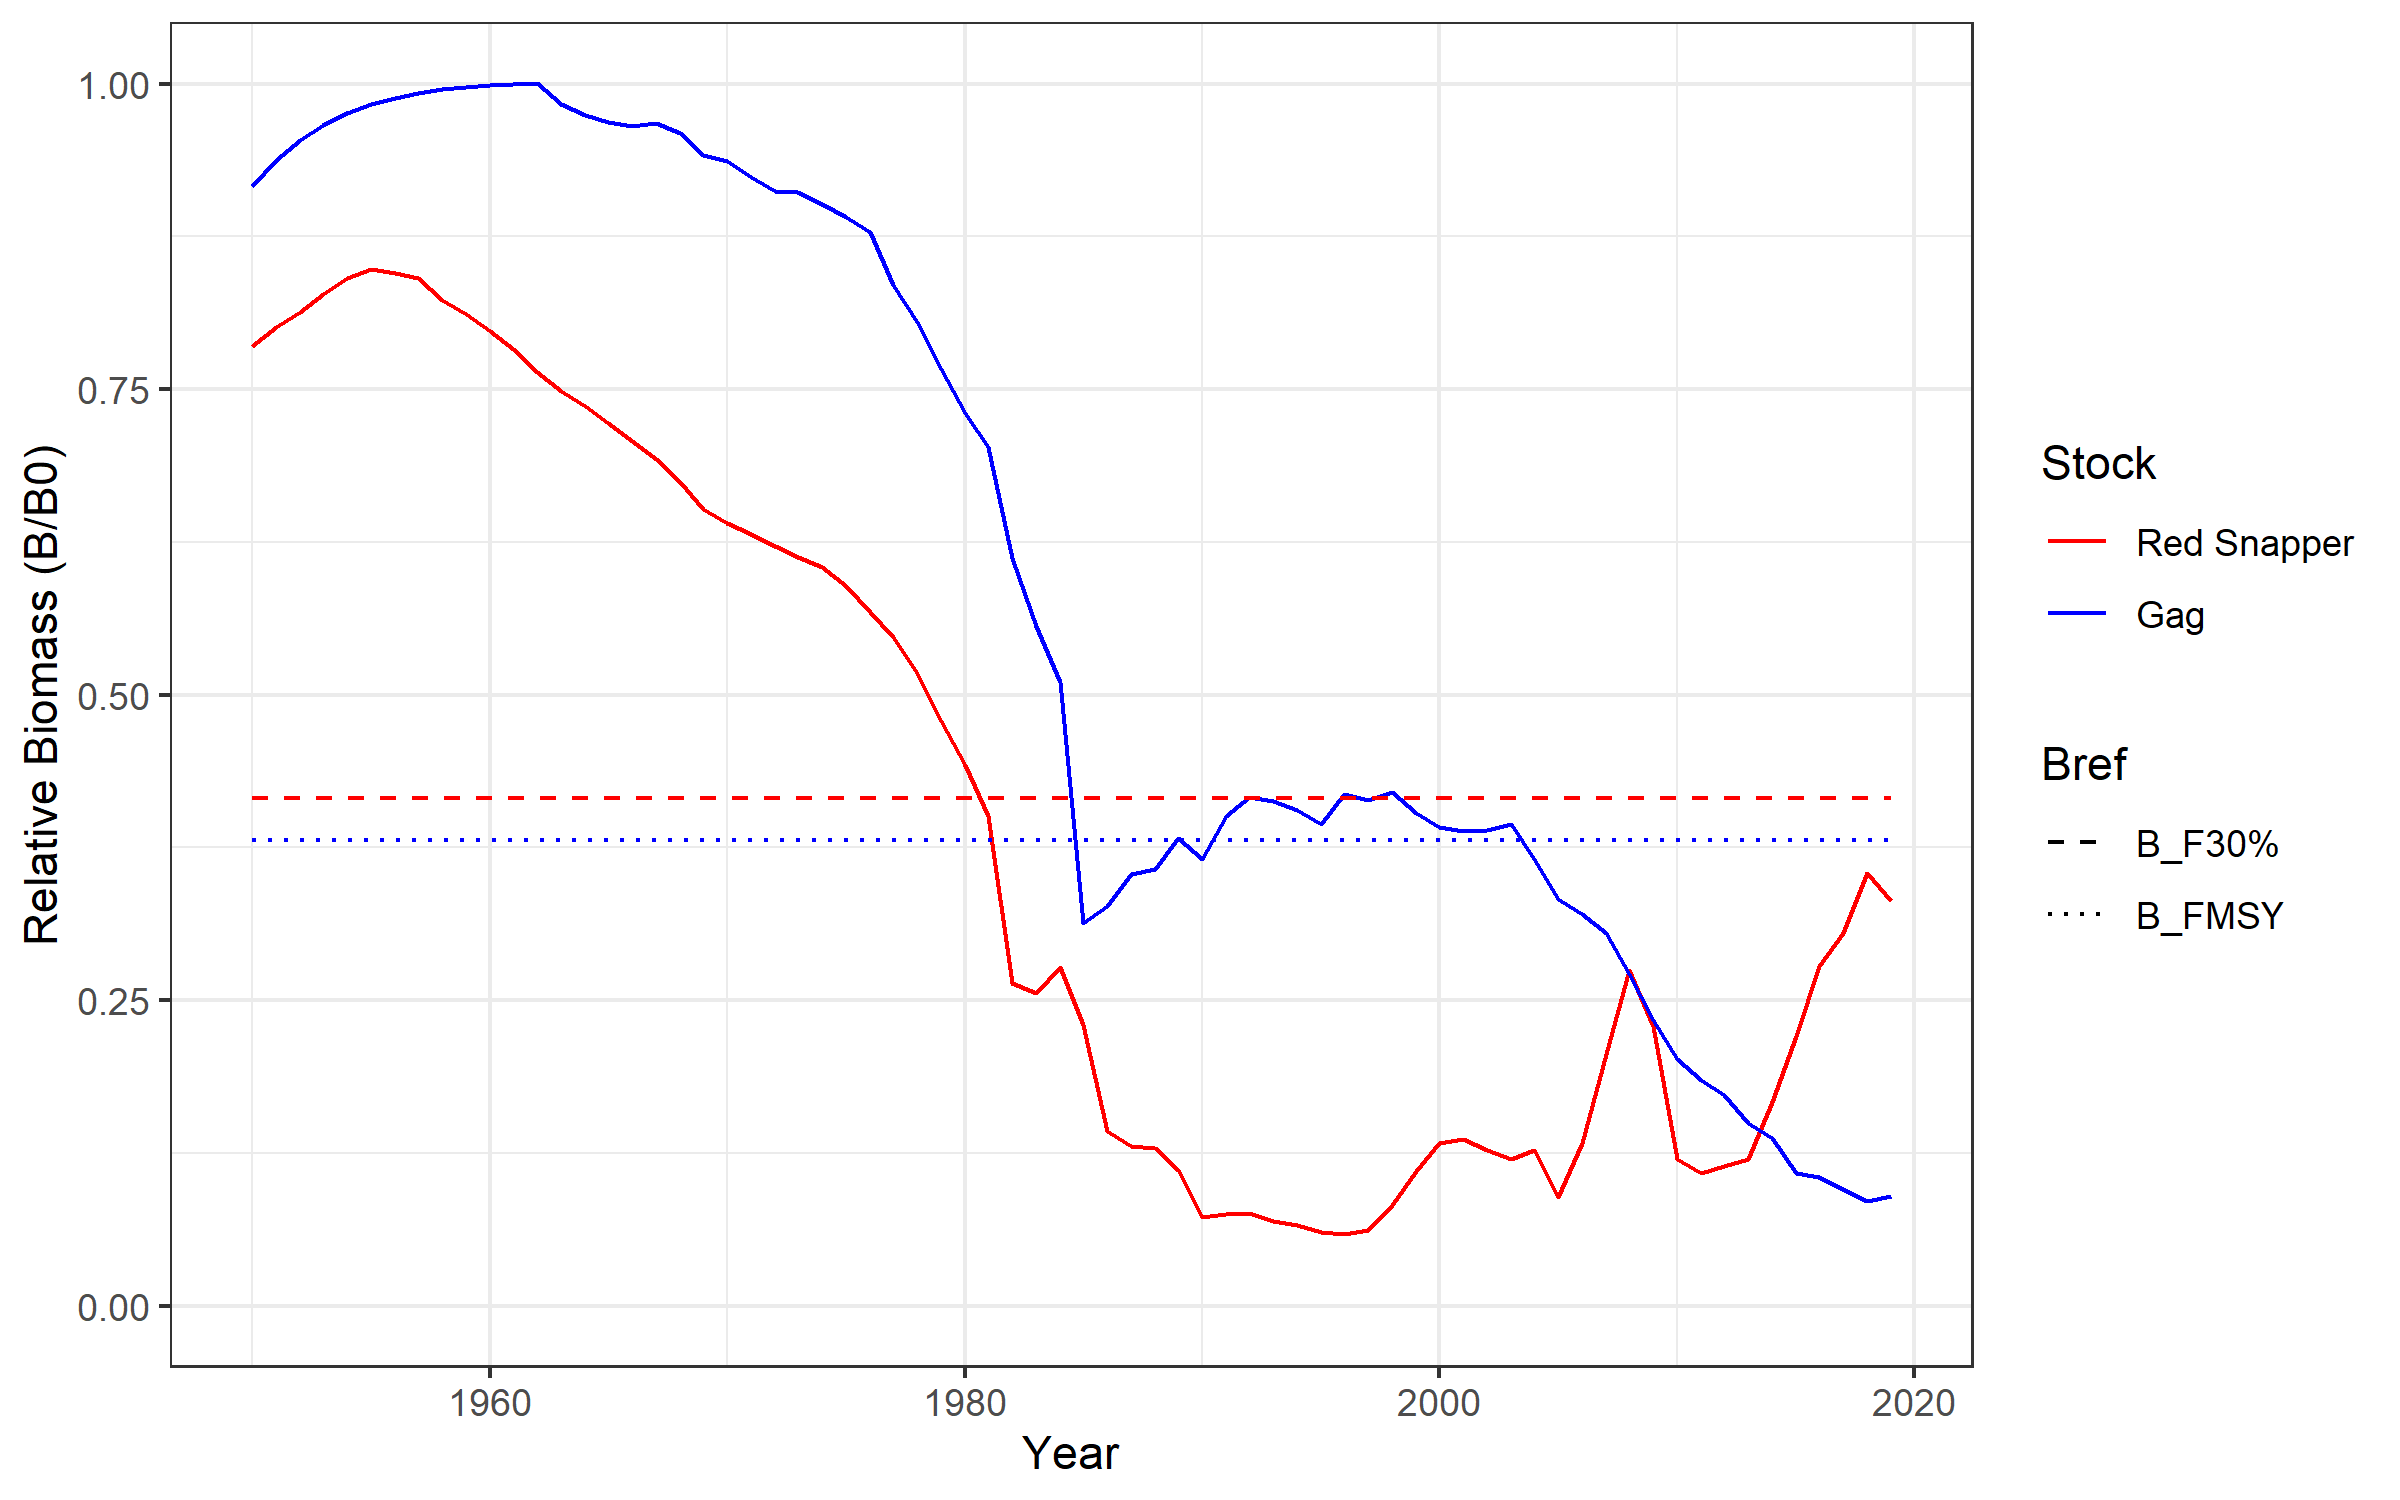 1.00
0.75
0.50
0.25
0.00
Relative Biomass (B/B0)
1960
1980
2000
2020
Year
Stock
Red Snapper
Gag
Bref
B_F30%
B_FMSY